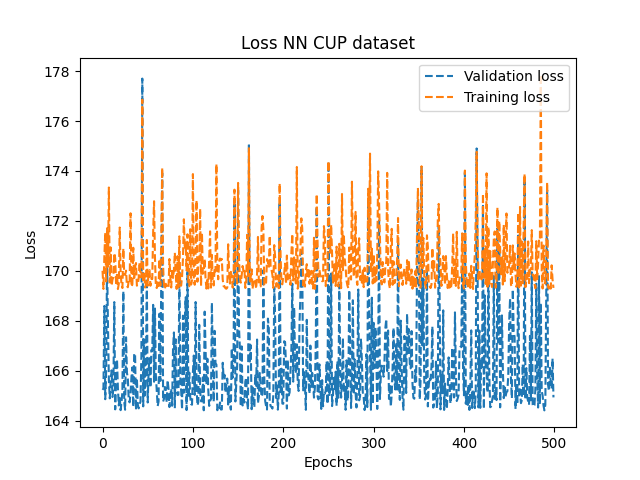 Loss NN CUP dataset
Validation loss
Training loss
178
176
174
172
170
168
166
164
Loss
0 100 200 300 400 500
Epochs